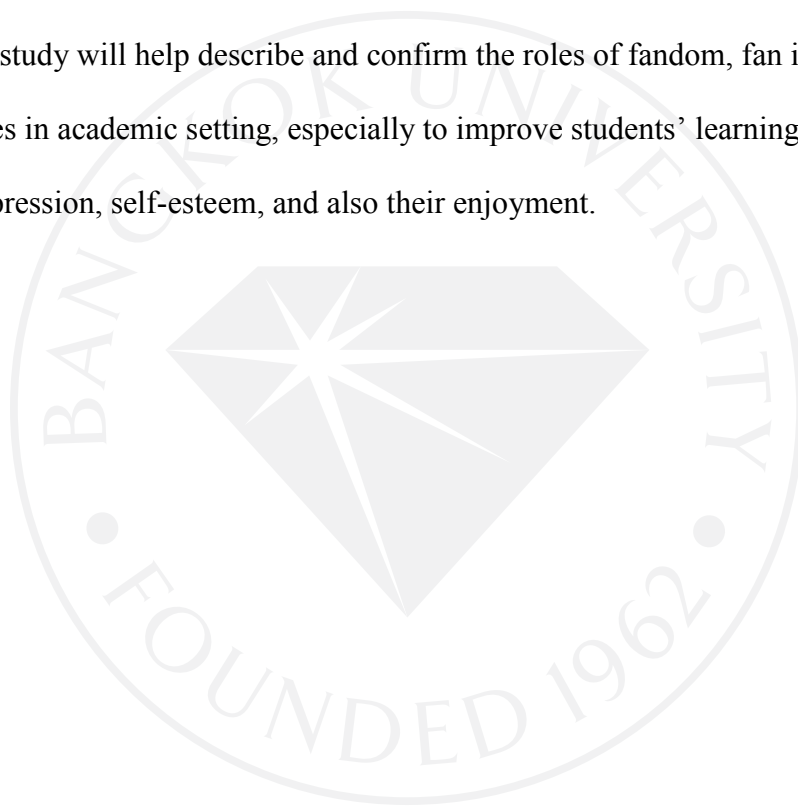 study will help describe and confirm the roles of fandom, fan i
es in academic setting, especially to improve students’ learning
pression, self-esteem, and also their enjoyment.
BANGKOK UNIVERSITY
• FOUNDED 1962 •